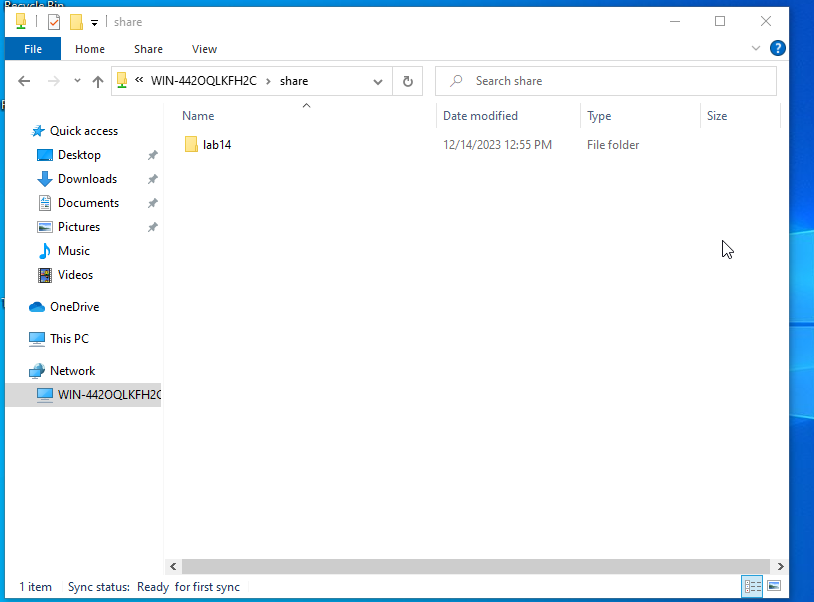 Recycle Bin
share
File Home Share View
« WIN-442OQLKFH2C > share
Search share
Name Date modified Type Size
lab14 12/14/2023 12:55 PM File folder
Quick access
Desktop
Downloads
Documents
Pictures
Music
Videos
OneDrive
This PC
Network
WIN-442OQLKFH2C
1 item Sync status: Ready for first sync